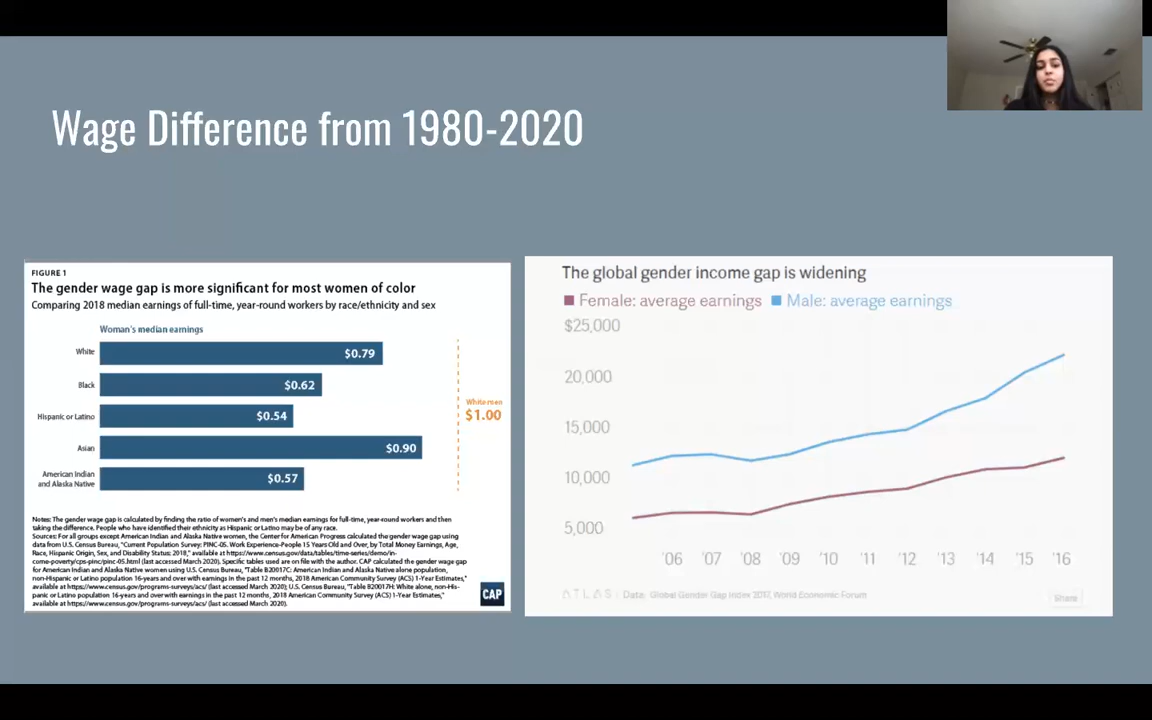 Wage Difference from 1980-2020
FIGURE 1
The gender wage gap is more significant for most women of color
Comparing 2018 median earnings of full-time, year-round workers by race/ethnicity and sex
Woman's median earnings
White
$0.79
Black
$0.62
Hispanic or Latino
$0.54
Asian
$0.90
American Indian
and Alaska Native
$0.57
White men
$1.00
Notes: The gender wage gap is calculated by finding the ratio of women's and men's median earnings for full-time, year-round workers and then
taking the difference. People who have identified their ethnicity as Hispanic or Latino may be of any race.
Sources: For all groups except American Indian and Alaska Native women, the Center for American Progress calculated the gender wage gap using
data from U.S. Census Bureau, "Current Population Survey: PINC-05. Work Experience-People 15 Years Old and Over, by Total Money Earnings, Age,
Race, Hispanic Origin, Sex, and Disability Status: 2018," available at https://www.census.gov/data/tables/time-series/demo/in-
come-poverty/cps-pinc/pinc-05.html (last accessed March 2020). Specific tables used are on file with the author. CAP calculated the gender wage gap
for American Indian and Alaska Native women using U.S. Census Bureau, "Table B20017C: American Indian and Alaska Native alone population,
non-Hispanic or Latino population 16-years and over with earnings in the past 12 months, 2018 American Community Survey (ACS) 1-Year Estimates,"
available at https://www.census.gov/programs-surveys/acs/ (last accessed March 2020); U.S. Census Bureau, "Table B20017H: White alone, non-His-
panic or Latino population 16-years and over with earnings in the past 12 months, 2018 American Community Survey (ACS) 1-Year Estimates,"
available at https://www.census.gov/programs-surveys/acs/ (last accessed March 2020).
CAP
The global gender income gap is widening
Female: average earnings Male: average earnings
$25,000
20,000
15,000
10,000
5,000
'06 '07 '08 '09 '10 '11 '12 '13 '14 '15 '16
ATLAS Data: Global Gender Gap Index 2017, World Economic Forum
Share